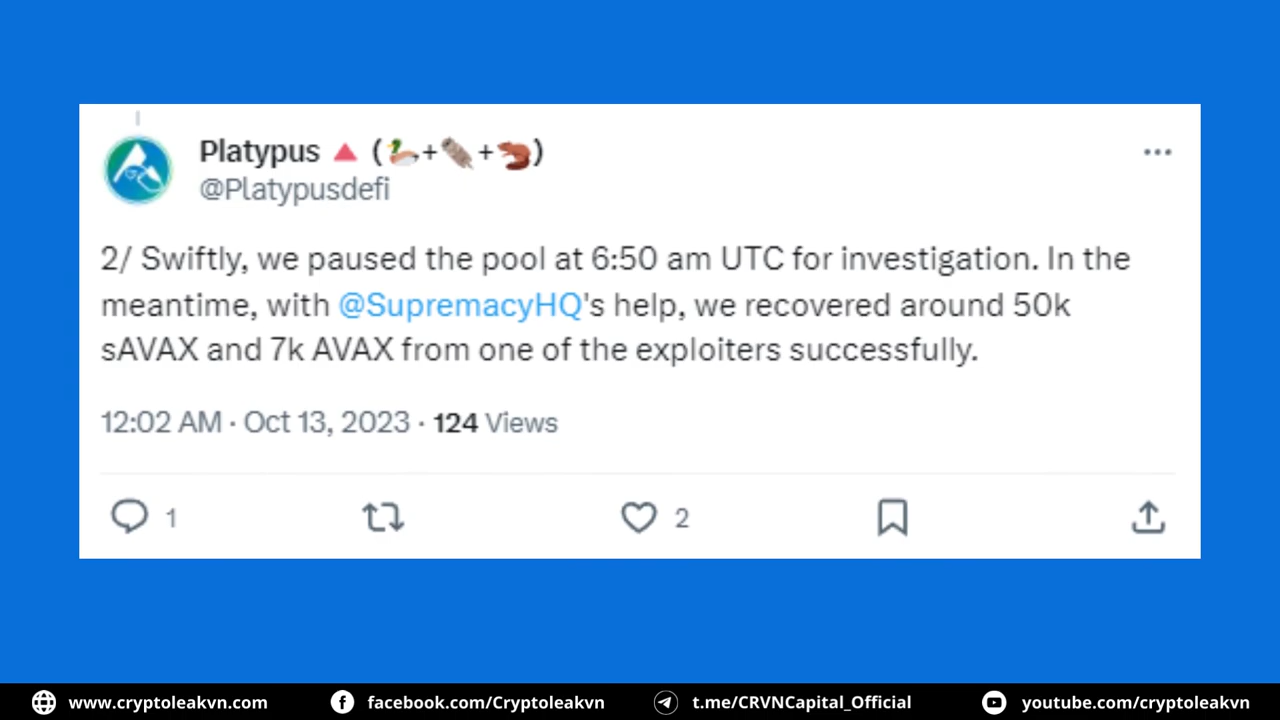 Platypus 🔺 (🦆+🪶+🦫)
@Platypusdefi
2/ Swiftly, we paused the pool at 6:50 am UTC for investigation. In the
meantime, with @SupremacyHQ's help, we recovered around 50k
sAVAX and 7k AVAX from one of the exploiters successfully.
12:02 AM · Oct 13, 2023 · 124 Views
1
2
www.cryptoleakvn.com
facebook.com/Cryptoleakvn
t.me/CRVNCapital_Official
youtube.com/cryptoleakvn